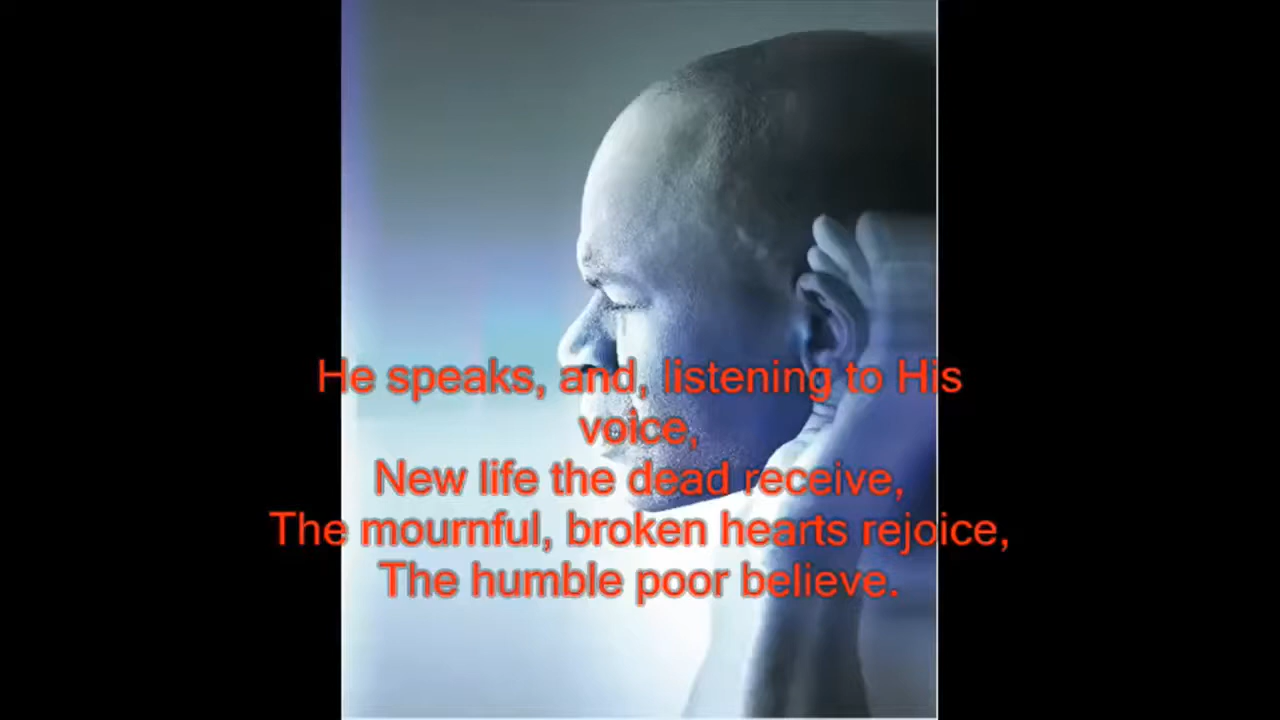 He speaks, and, listening to His
voice,
New life the dead receive,
The mournful, broken hearts rejoice,
The humble poor believe.